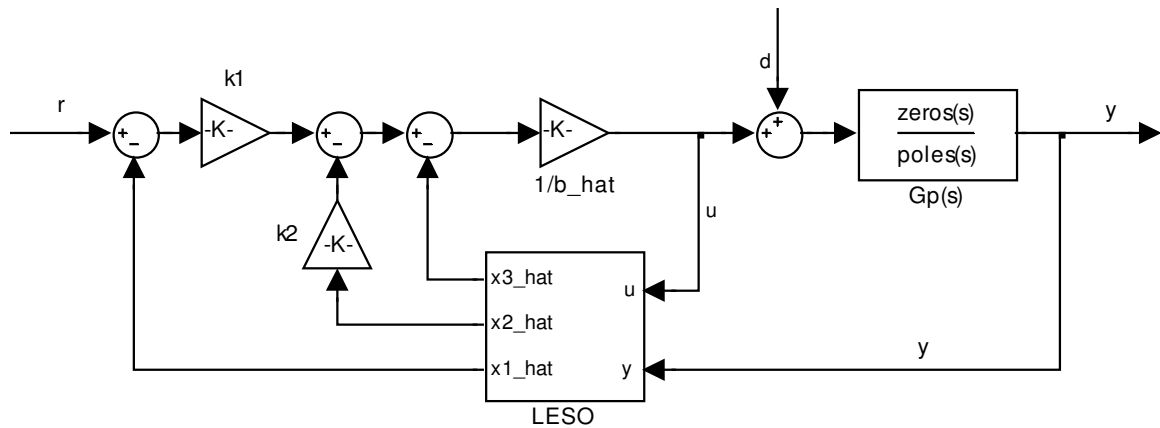 r
+
−
k1
-K-
+
−
k2
-K-
+
−
-K-
1/b_hat
u
d
+
+
zeros(s)
poles(s)
Gp(s)
y
x3_hat
x2_hat
x1_hat
u
y
LESO
y